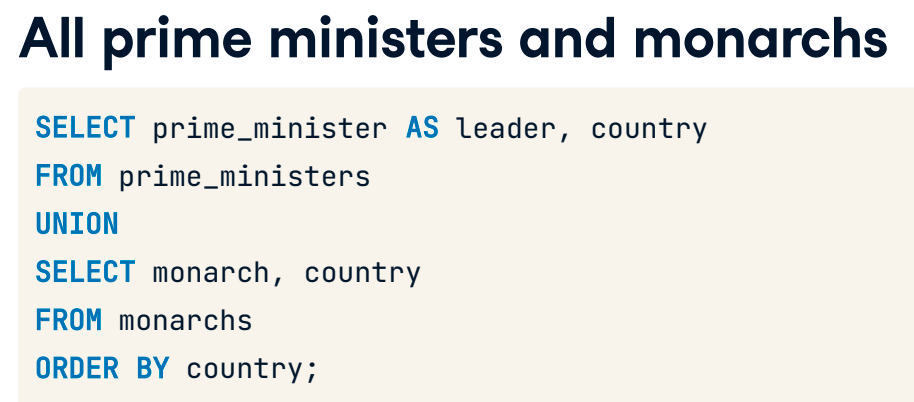 All prime ministers and monarchs
SELECT prime_minister AS leader, country
FROM prime_ministers
UNION
SELECT monarch, country
FROM monarchs
ORDER BY country;